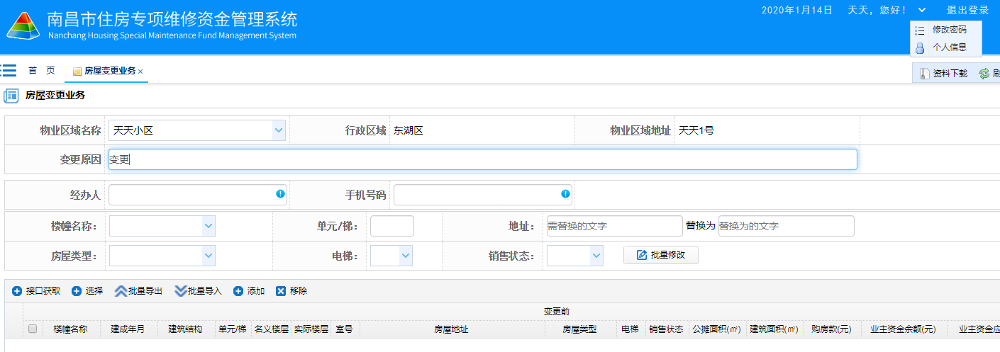 南昌市住房专项维修资金管理系统
Nanchang Housing Special Maintenance Fund Management System
2020年1月14日 天天，您好！ 退出登录
修改密码
个人信息
首 页 房屋变更业务 ×
资料下载 刷
房屋变更业务
物业区域名称 天天小区 行政区域 东湖区 物业区域地址 天天1号
变更原因 变更
经办人 手机号码
楼幢名称： 单元/梯： 地址： 需替换的文字 替换为 替换为的文字
房屋类型： 电梯： 销售状态： 批量修改
接口获取 选择 批量导出 批量导入 添加 移除
变更前
楼幢名称 建成年月 建筑结构 单元/梯 名义楼层 实际楼层 室号 房屋地址 房屋类型 电梯 销售状态 公摊面积(㎡) 建筑面积(㎡) 购房款(元) 业主资金余额(元) 业主资金应